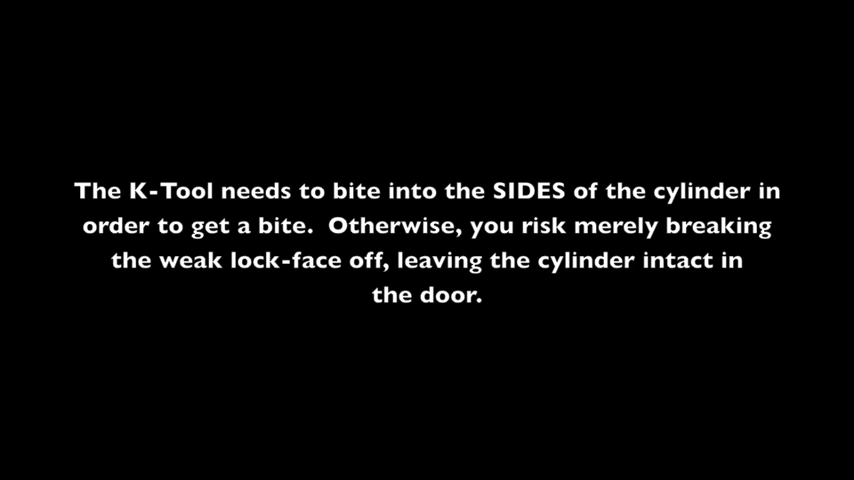 The K-Tool needs to bite into the SIDES of the cylinder in
order to get a bite.  Otherwise, you risk merely breaking
the weak lock-face off, leaving the cylinder intact in
the door.